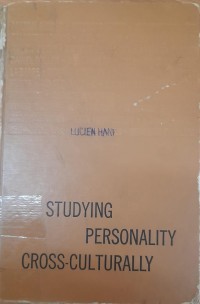 LUCIEN HANI
STUDYING
PERSONALITY
CROSS-CULTURALLY